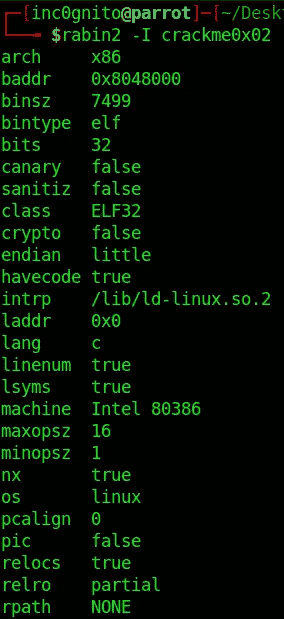 ┌─[inc0gnito@parrot]─[~/Deskt
└──╼ $rabin2 -I crackme0x02
arch     x86
baddr    0x8048000
binsz    7499
bintype  elf
bits     32
canary   false
sanitiz  false
class    ELF32
crypto   false
endian   little
havecode true
intrp    /lib/ld-linux.so.2
laddr    0x0
lang     c
linenum  true
lsyms    true
machine  Intel 80386
maxopsz  16
minopsz  1
nx       true
os       linux
pcalign  0
pic      false
relocs   true
relro    partial
rpath    NONE